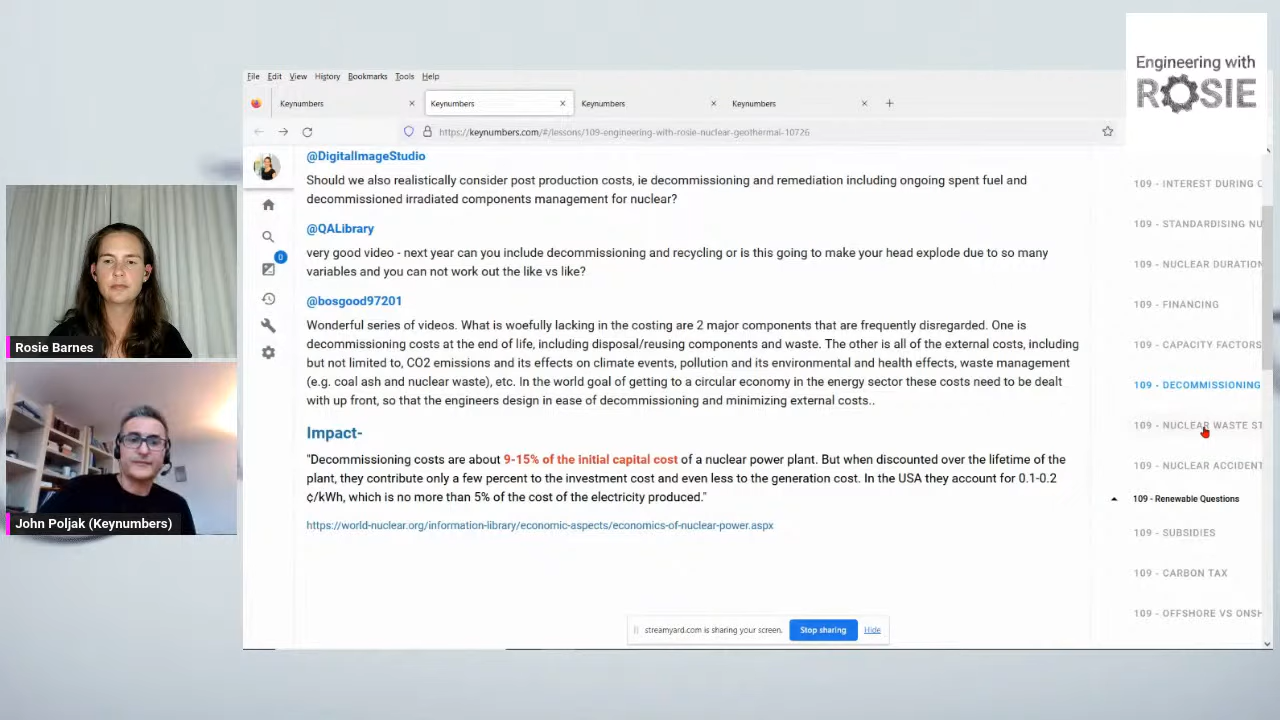 Engineering with
ROSIE
File Edit View History Bookmarks Tools Help
Keynumbers
Keynumbers
Keynumbers
Keynumbers
https://keynumbers.com/#/lessons/109-engineering-with-rosie-nuclear-geothermal-10726
@DigitalImageStudio
Should we also realistically consider post production costs, ie decommissioning and remediation including ongoing spent fuel and
decommissioned irradiated components management for nuclear?
@QALibrary
very good video - next year can you include decommissioning and recycling or is this going to make your head explode due to so many
variables and you can not work out the like vs like?
@bosgood97201
Wonderful series of videos. What is woefully lacking in the costing are 2 major components that are frequently disregarded. One is
decommissioning costs at the end of life, including disposal/reusing components and waste. The other is all of the external costs, including
but not limited to, CO2 emissions and its effects on climate events, pollution and its environmental and health effects, waste management
(e.g. coal ash and nuclear waste), etc. In the world goal of getting to a circular economy in the energy sector these costs need to be dealt
with up front, so that the engineers design in ease of decommissioning and minimizing external costs..
Impact-
"Decommissioning costs are about 9-15% of the initial capital cost of a nuclear power plant. But when discounted over the lifetime of the
plant, they contribute only a few percent to the investment cost and even less to the generation cost. In the USA they account for 0.1-0.2
¢/kWh, which is no more than 5% of the cost of the electricity produced."
https://world-nuclear.org/information-library/economic-aspects/economics-of-nuclear-power.aspx
0
109 - INTEREST DURING C
109 - STANDARDISING NU
109 - NUCLEAR DURATION
109 - FINANCING
109 - CAPACITY FACTORS
109 - DECOMMISSIONING
109 - NUCLEAR WASTE ST
109 - NUCLEAR ACCIDENT
109 - Renewable Questions
109 - SUBSIDIES
109 - CARBON TAX
109 - OFFSHORE VS ONSH
streamyard.com is sharing your screen.
Stop sharing
Hide
Rosie Barnes
John Poljak (Keynumbers)